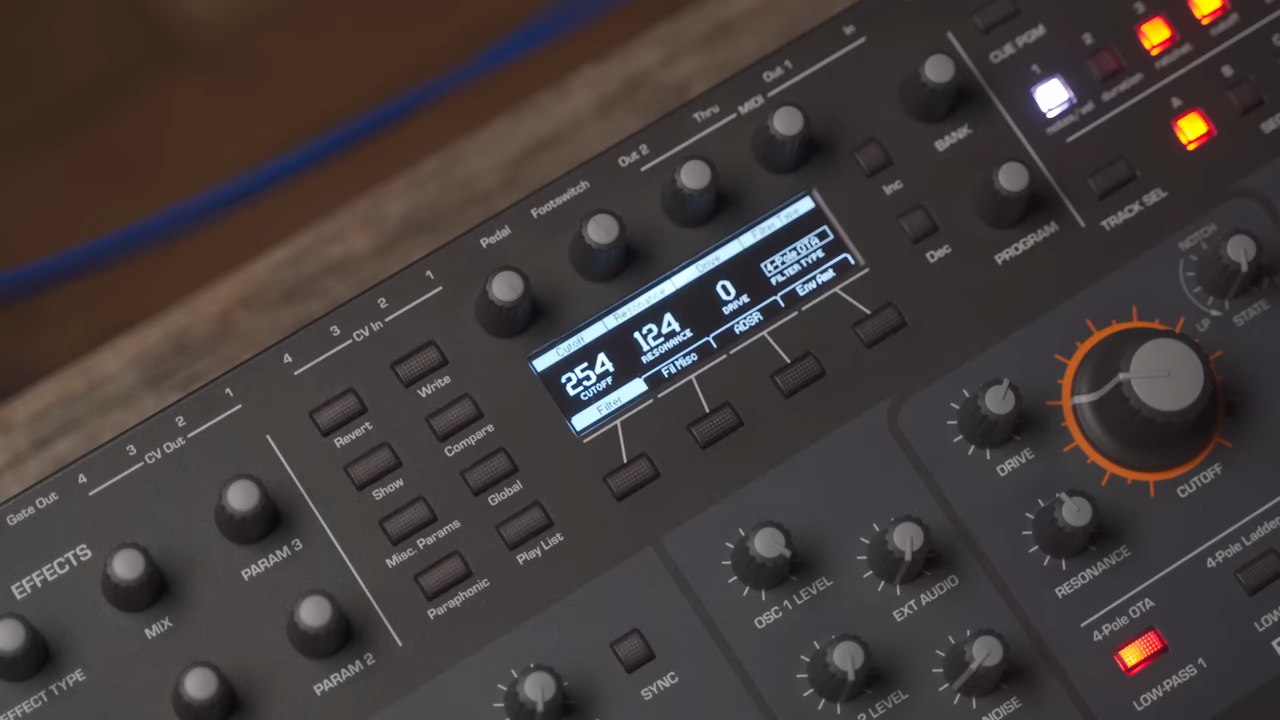 Gate Out
4
3
CV Out
2
1
4
3
CV In
2
1
Pedal
Footswitch
Out 2
Thru
MIDI
Out 1
In
EFFECTS
MIX
PARAM 3
PARAM 2
EFFECT TYPE
Write
Revert
Compare
Show
Global
Misc. Params
Play List
Paraphonic
Cutoff
Resonance
Drive
Filter Type
254
CUTOFF
124
RESONANCE
0
DRIVE
4-Pole OTA
FILTER TYPE
Filter
Fil Misc
ADSR
Env Amt
Inc
Dec
BANK
PROGRAM
CUE PGM
1
2
3
duration
A
B
TRACK SEL
NOTCH
LP
STATE
DRIVE
CUTOFF
RESONANCE
4-Pole Ladder
4-Pole OTA
LOW-PASS 1
OSC 1 LEVEL
EXT AUDIO
2 LEVEL
NOISE
SYNC